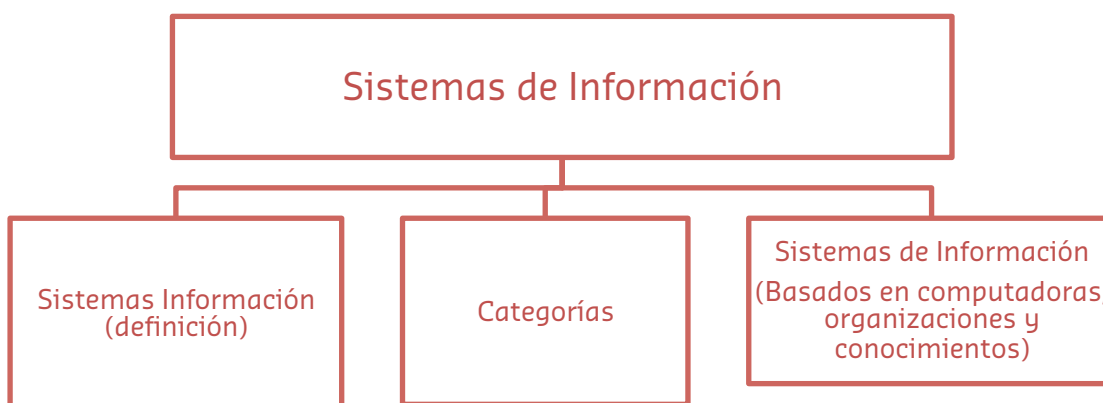 Sistemas de Información
Sistemas Información
(definición)
Categorías
Sistemas de Información
(Basados en computadoras,
organizaciones y
conocimientos)